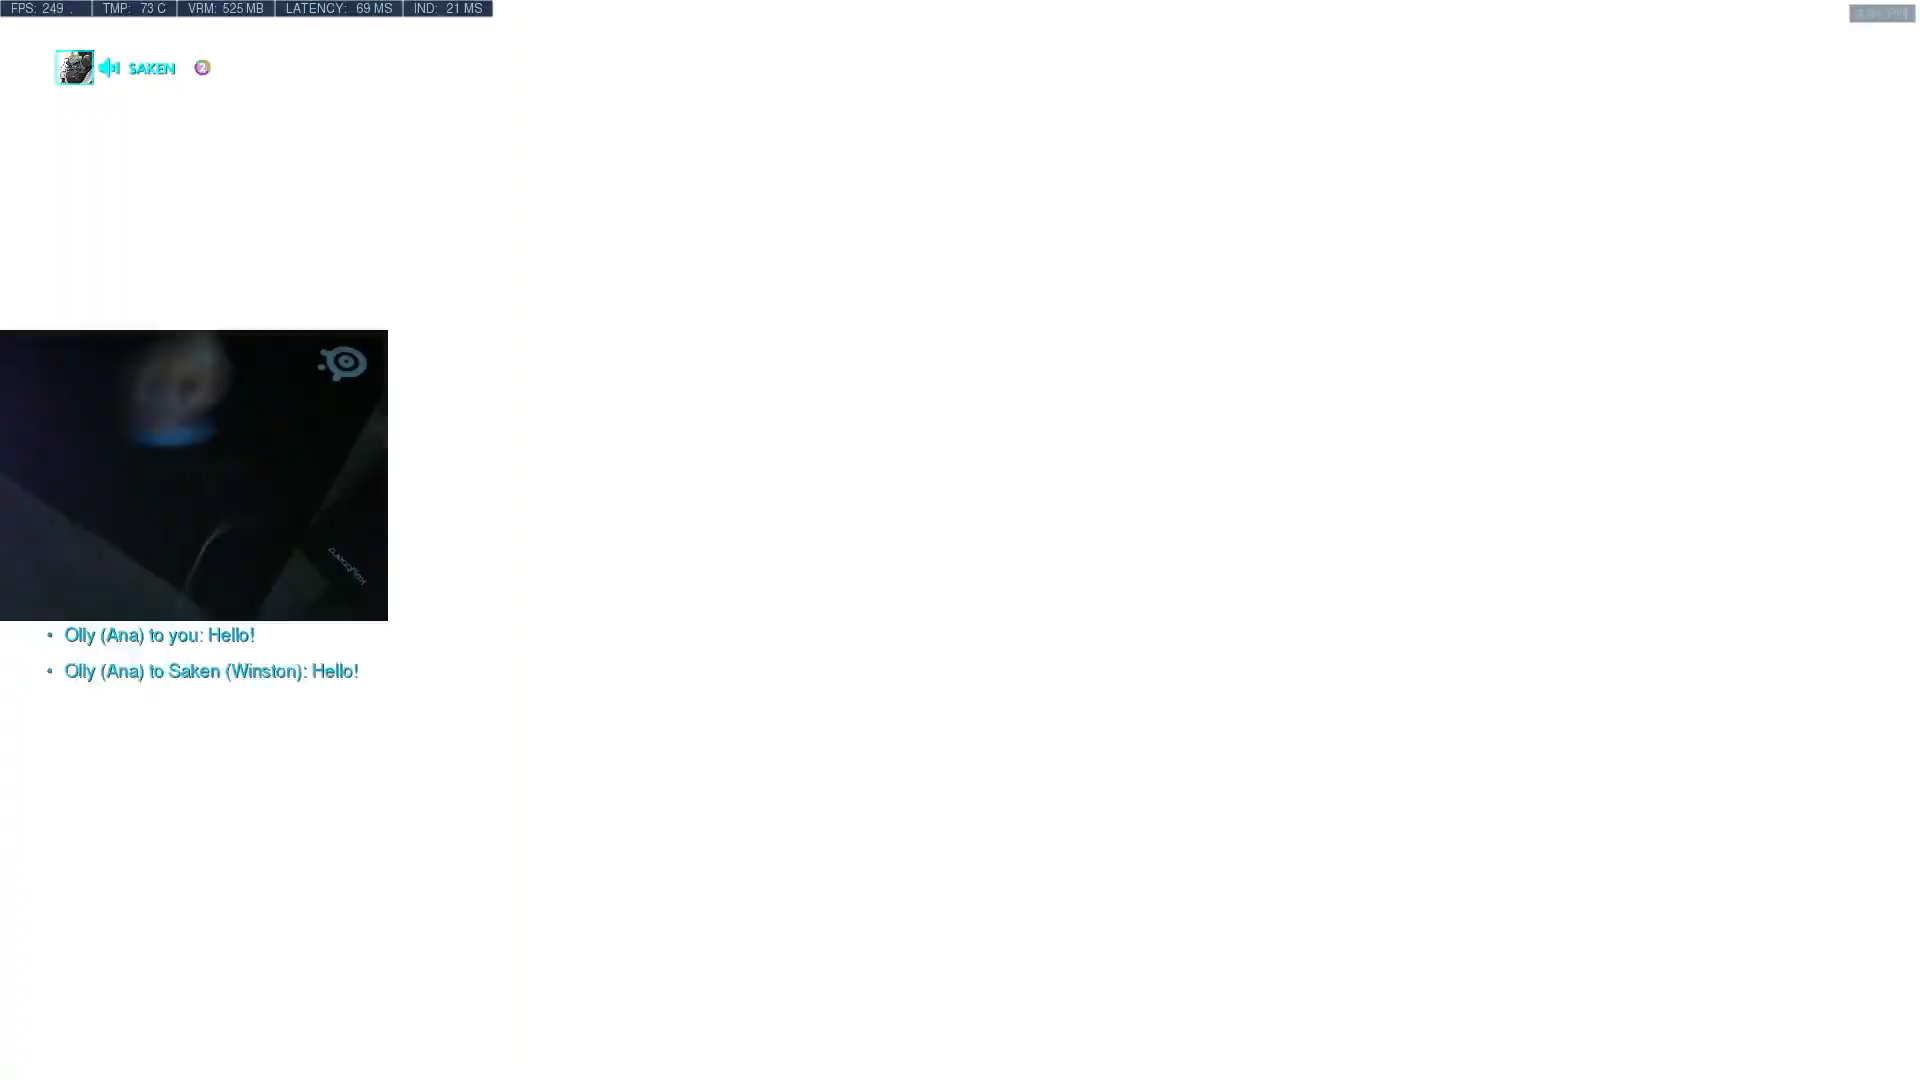 FPS: 249 . TMP: 73 C VRM: 525 MB LATENCY: 69 MS IND: 21 MS
SAKEN 2
• Olly (Ana) to you: Hello!
• Olly (Ana) to Saken (Winston): Hello!